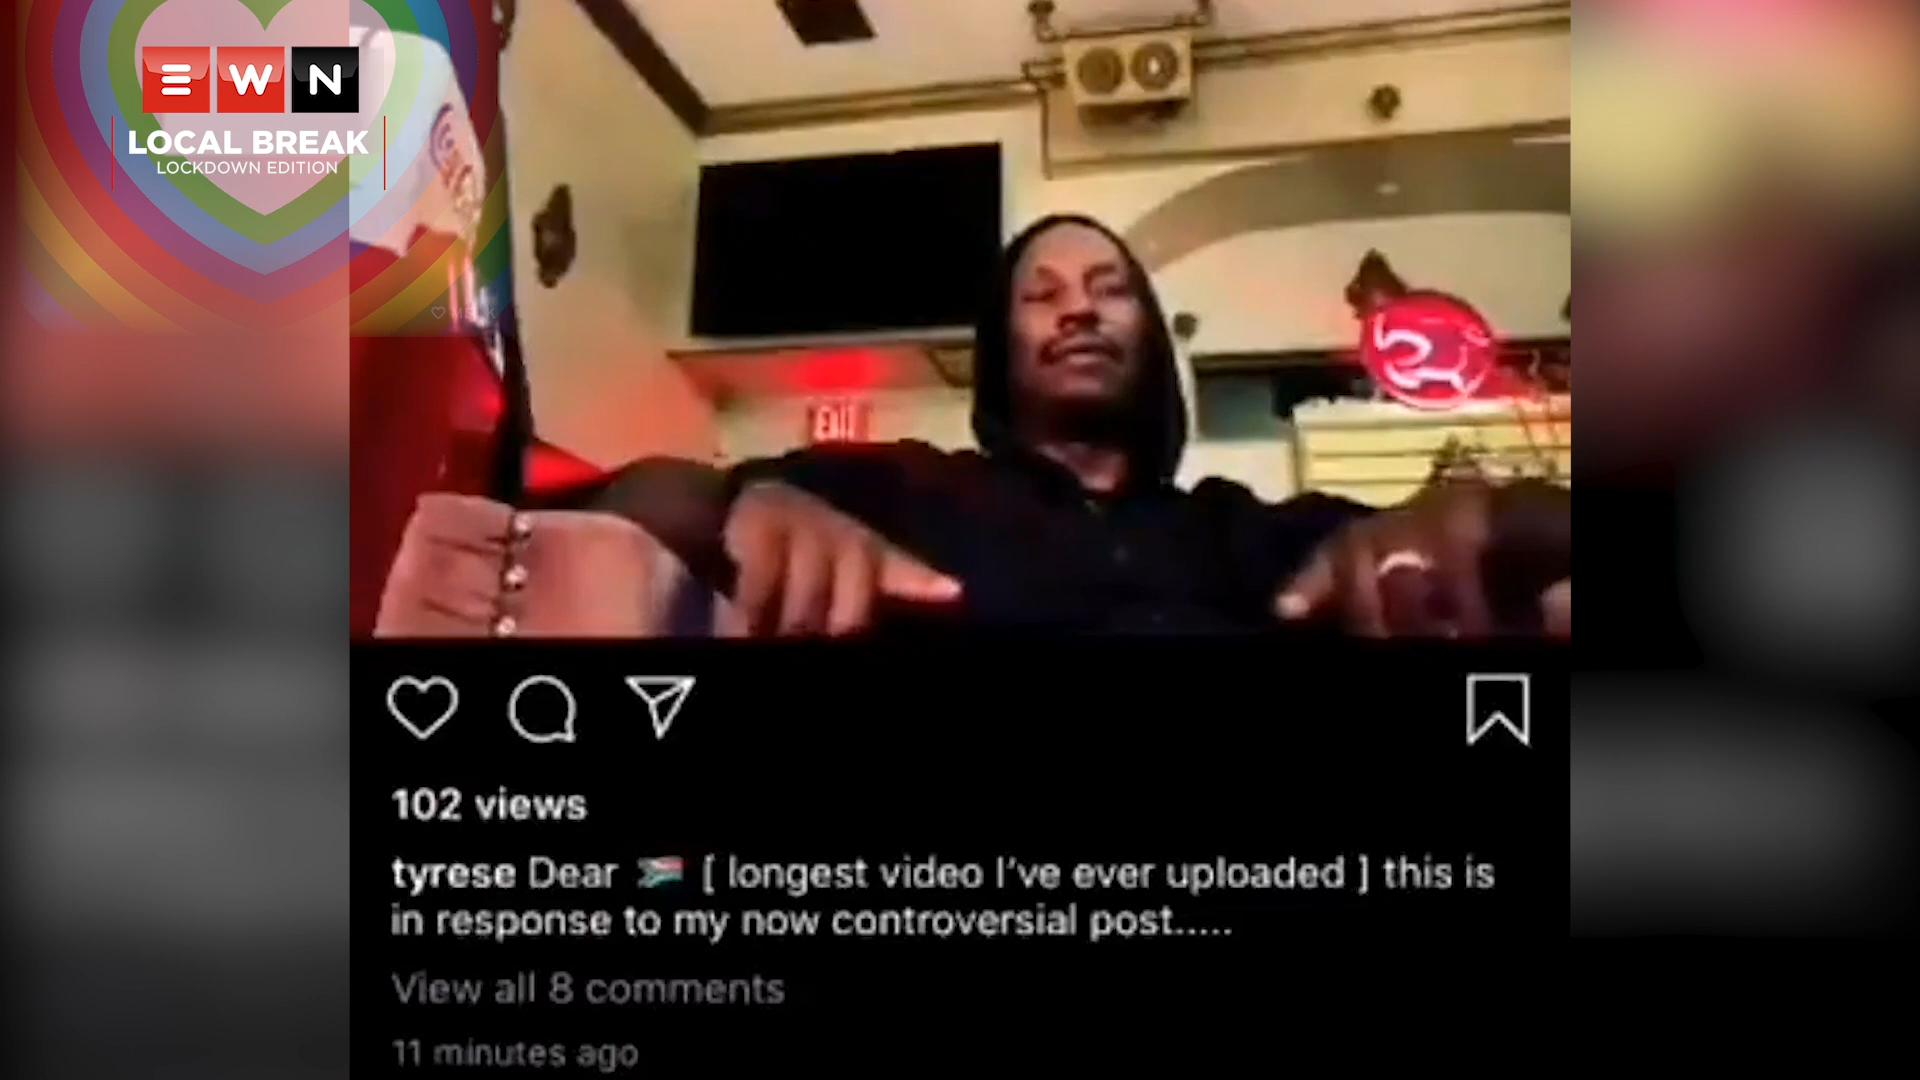 EWN
LOCAL BREAK
LOCKDOWN EDITION
EXIT
102 views
tyrese Dear 🇿🇦 [ longest video I've ever uploaded ] this is
in response to my now controversial post.....
View all 8 comments
11 minutes ago